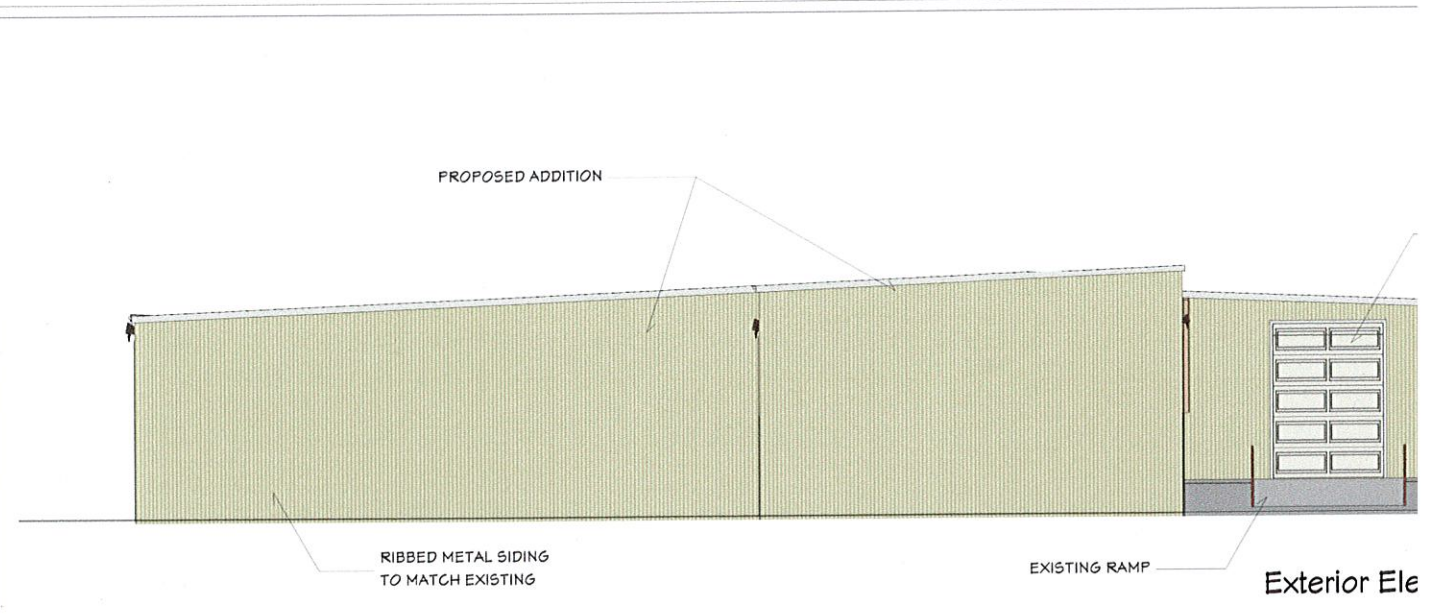 PROPOSED ADDITION
RIBBED METAL SIDING
TO MATCH EXISTING
EXISTING RAMP
Exterior Ele